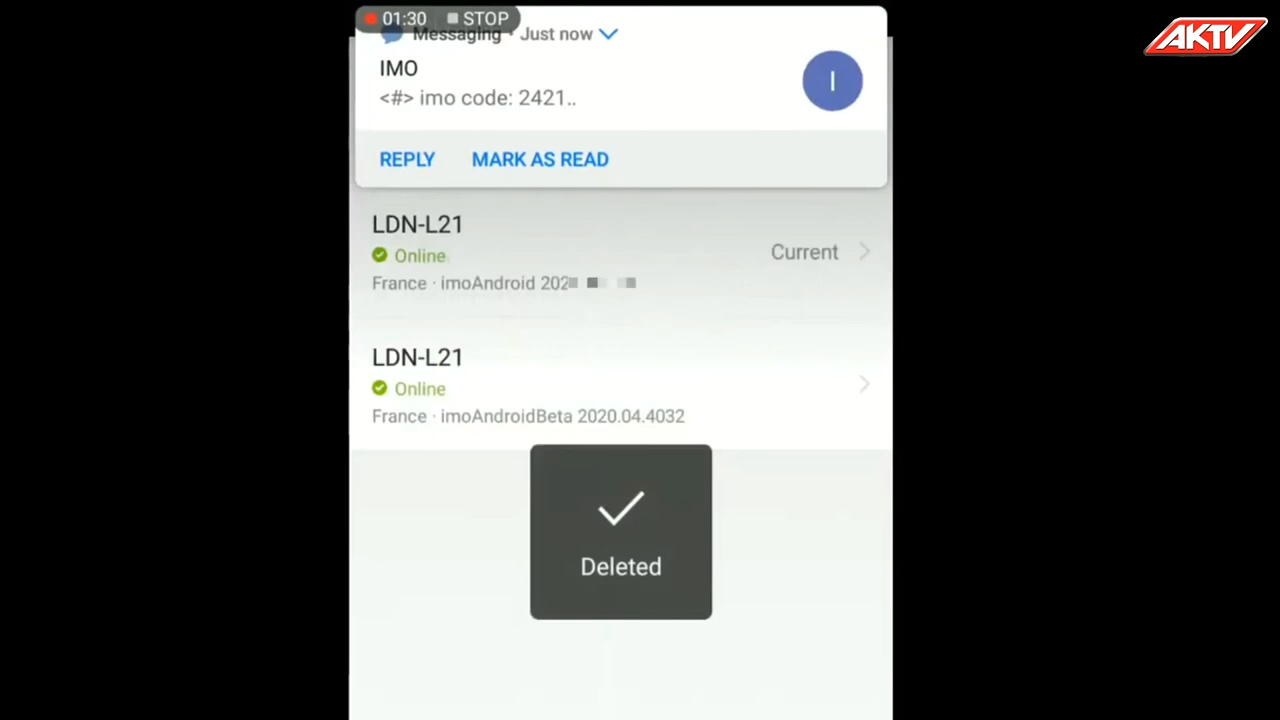 01:30 STOP
AKTV
Messaging · Just now
IMO
I
<#> imo code: 2421..
REPLY MARK AS READ
LDN-L21
Online
Current
France · imoAndroid 202
LDN-L21
Online
France · imoAndroidBeta 2020.04.4032
Deleted